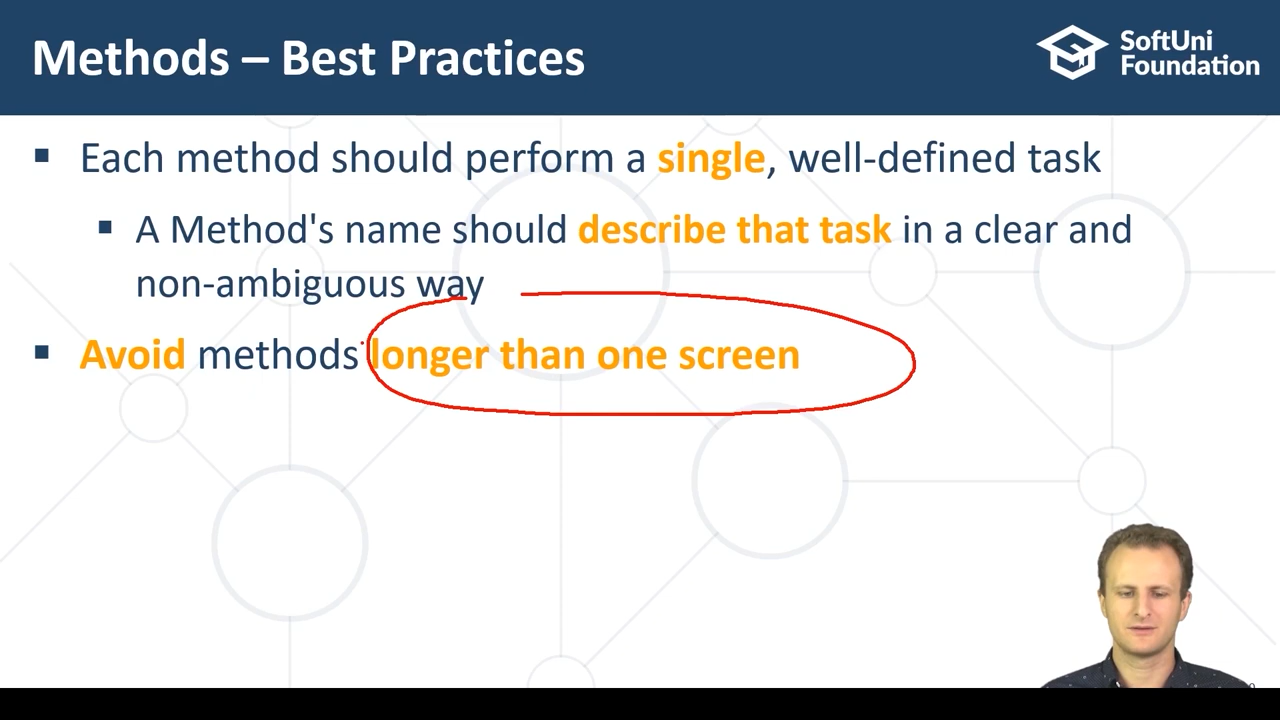 Methods – Best Practices
SoftUni
Foundation
Each method should perform a single, well-defined task
A Method's name should describe that task in a clear and
non-ambiguous way
Avoid methods longer than one screen